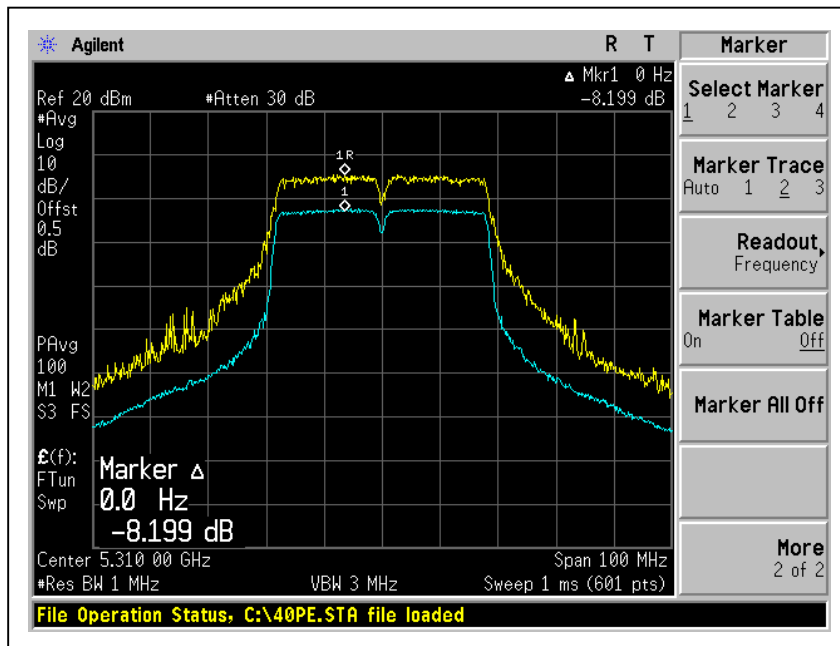 Agilent
R T
Marker
Δ Mkr1 0 Hz
Ref 20 dBm #Atten 30 dB -8.199 dB
#Avg
Log
10
dB/
Offst
0.5
dB
1R
1
PAvg
100
M1 W2
S3 FS
£(f):
FTun
Swp
Marker Δ
0.0 Hz
-8.199 dB
Center 5.310 00 GHz Span 100 MHz
#Res BW 1 MHz VBW 3 MHz Sweep 1 ms (601 pts)
File Operation Status, C:\40PE.STA file loaded
Select Marker
1 2 3 4
Marker Trace
Auto 1 2 3
Readout
Frequency
Marker Table
On Off
Marker All Off
More
2 of 2